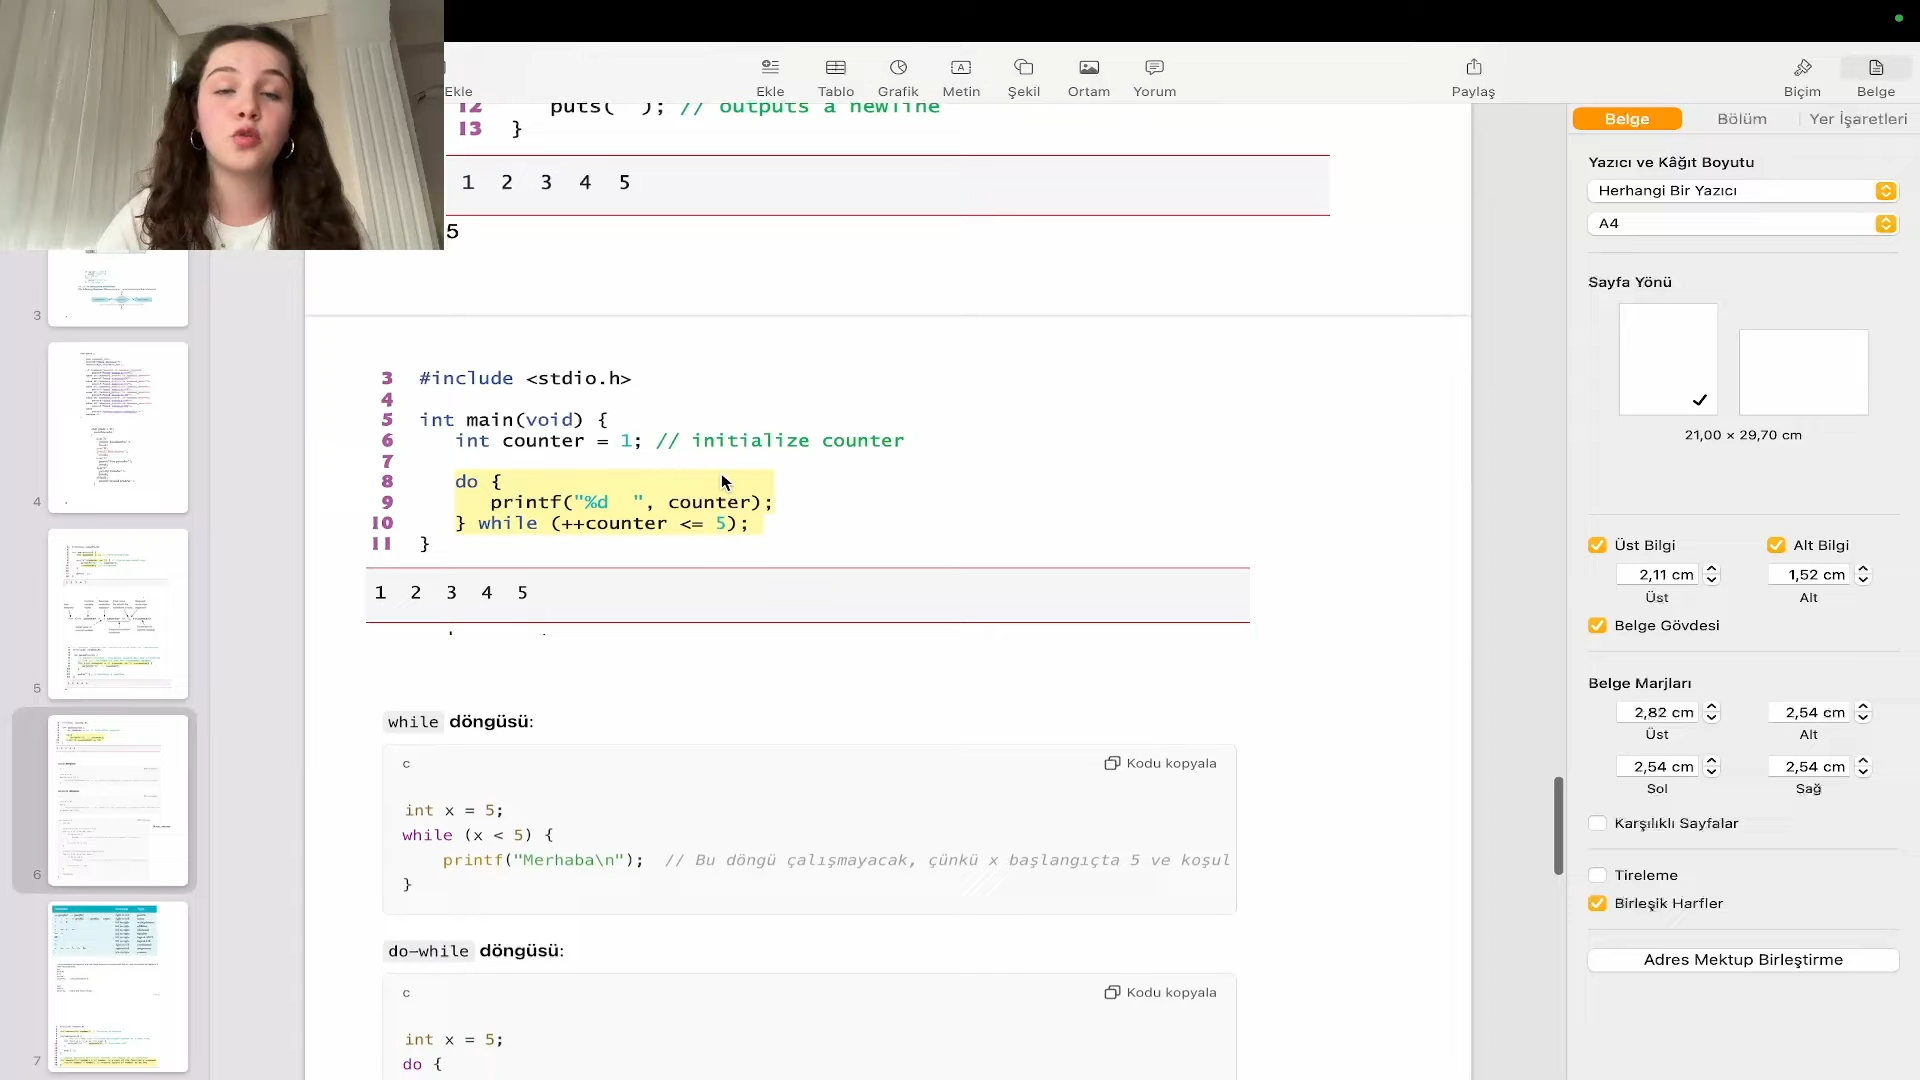 Ekle
Ekle
Tablo
Grafik
Metin
Şekil
Ortam
Yorum
Paylaş
Biçim
Belge
12 puts(" "); // outputs a newline
13 }
1 2 3 4 5
5
3 #include <stdio.h>
4
5 int main(void) {
6 int counter = 1; // initialize counter
7
8 do {
9 printf("%d ", counter);
10 } while (++counter <= 5);
11 }
1 2 3 4 5
while döngüsü:
c
Kodu kopyala
int x = 5;
while (x < 5) {
printf("Merhaba\n"); // Bu döngü çalışmayacak, çünkü x başlangıçta 5 ve koşul
}
do-while döngüsü:
c
Kodu kopyala
int x = 5;
do {
3
4
5
6
7
Belge
Bölüm
Yer İşaretleri
Yazıcı ve Kâğıt Boyutu
Herhangi Bir Yazıcı
A4
Sayfa Yönü
21,00 × 29,70 cm
Üst Bilgi
Alt Bilgi
2,11 cm
1,52 cm
Üst
Alt
Belge Gövdesi
Belge Marjları
2,82 cm
2,54 cm
Üst
Alt
2,54 cm
2,54 cm
Sol
Sağ
Karşılıklı Sayfalar
Tireleme
Birleşik Harfler
Adres Mektup Birleştirme